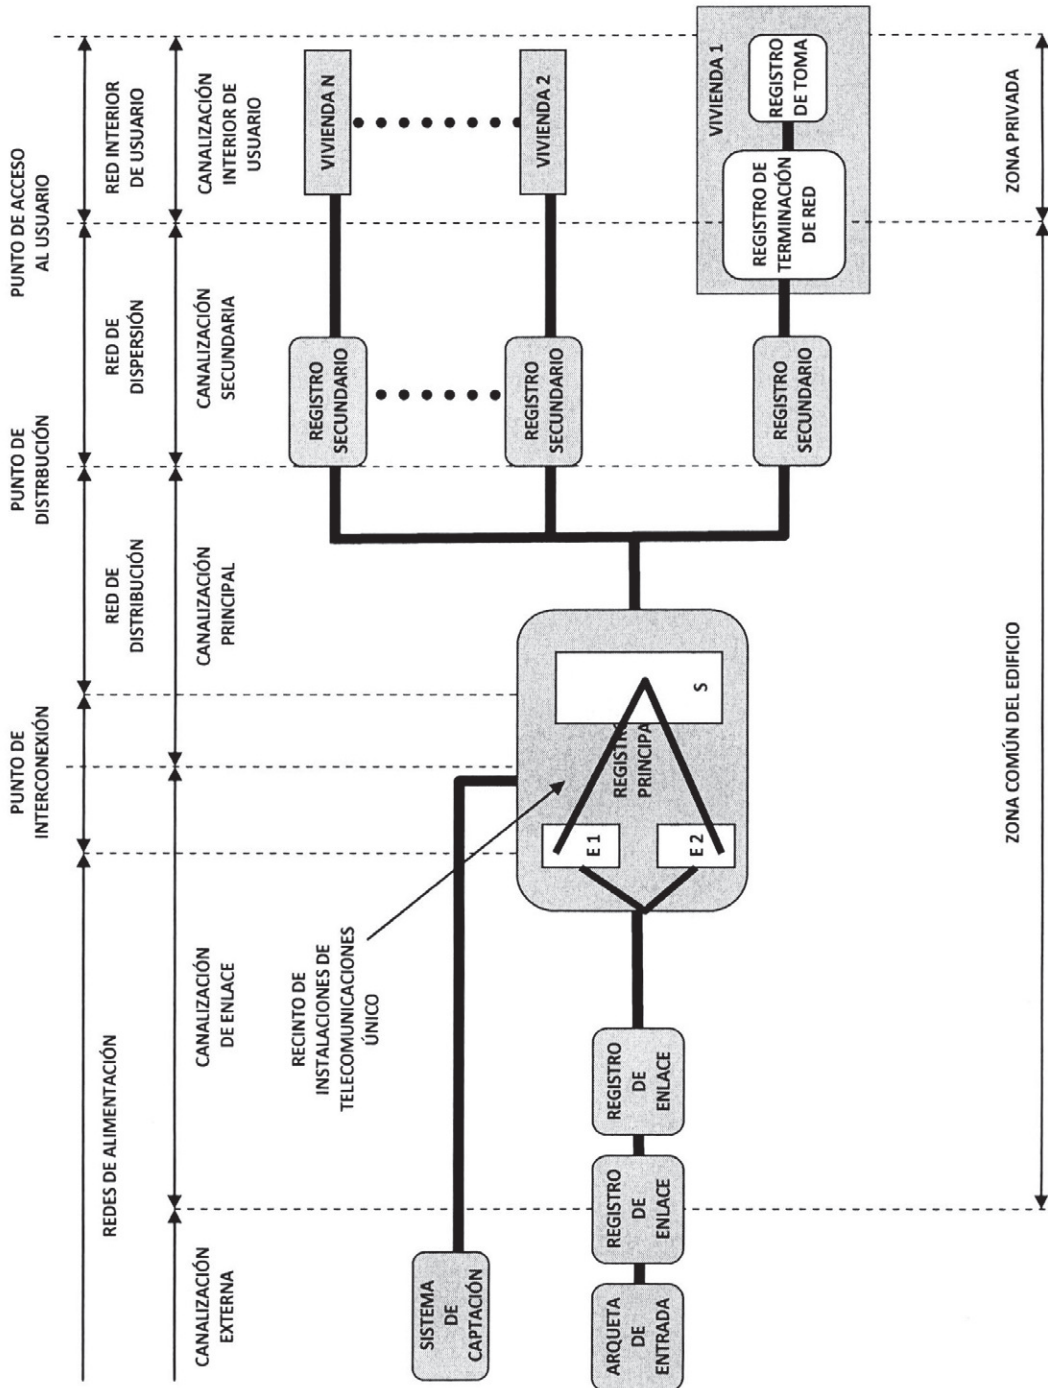 PUNTO DE ACCESO
AL USUARIO
PUNTO DE
DISTRBUCIÓN
PUNTO DE
INTERCONEXIÓN
RED INTERIOR
DE USUARIO
RED DE
DISPERSIÓN
RED DE
DISTRIBUCIÓN
REDES DE ALIMENTACIÓN
CANALIZACIÓN
INTERIOR DE
USUARIO
CANALIZACIÓN
SECUNDARIA
CANALIZACIÓN
PRINCIPAL
CANALIZACIÓN
DE ENLACE
CANALIZACIÓN
EXTERNA
VIVIENDA N
VIVIENDA 2
VIVIENDA 1
REGISTRO
DE TOMA
REGISTRO DE
TERMINACIÓN
DE RED
REGISTRO
SECUNDARIO
REGISTRO
SECUNDARIO
REGISTRO
SECUNDARIO
RECINTO DE
INSTALACIONES DE
TELECOMUNICACIONES
ÚNICO
S
REGISTRO
PRINCIPA
E 1
E 2
REGISTRO
DE
ENLACE
REGISTRO
DE
ENLACE
SISTEMA
DE
CAPTACIÓN
ARQUETA
DE
ENTRADA
ZONA PRIVADA
ZONA COMÚN DEL EDIFICIO